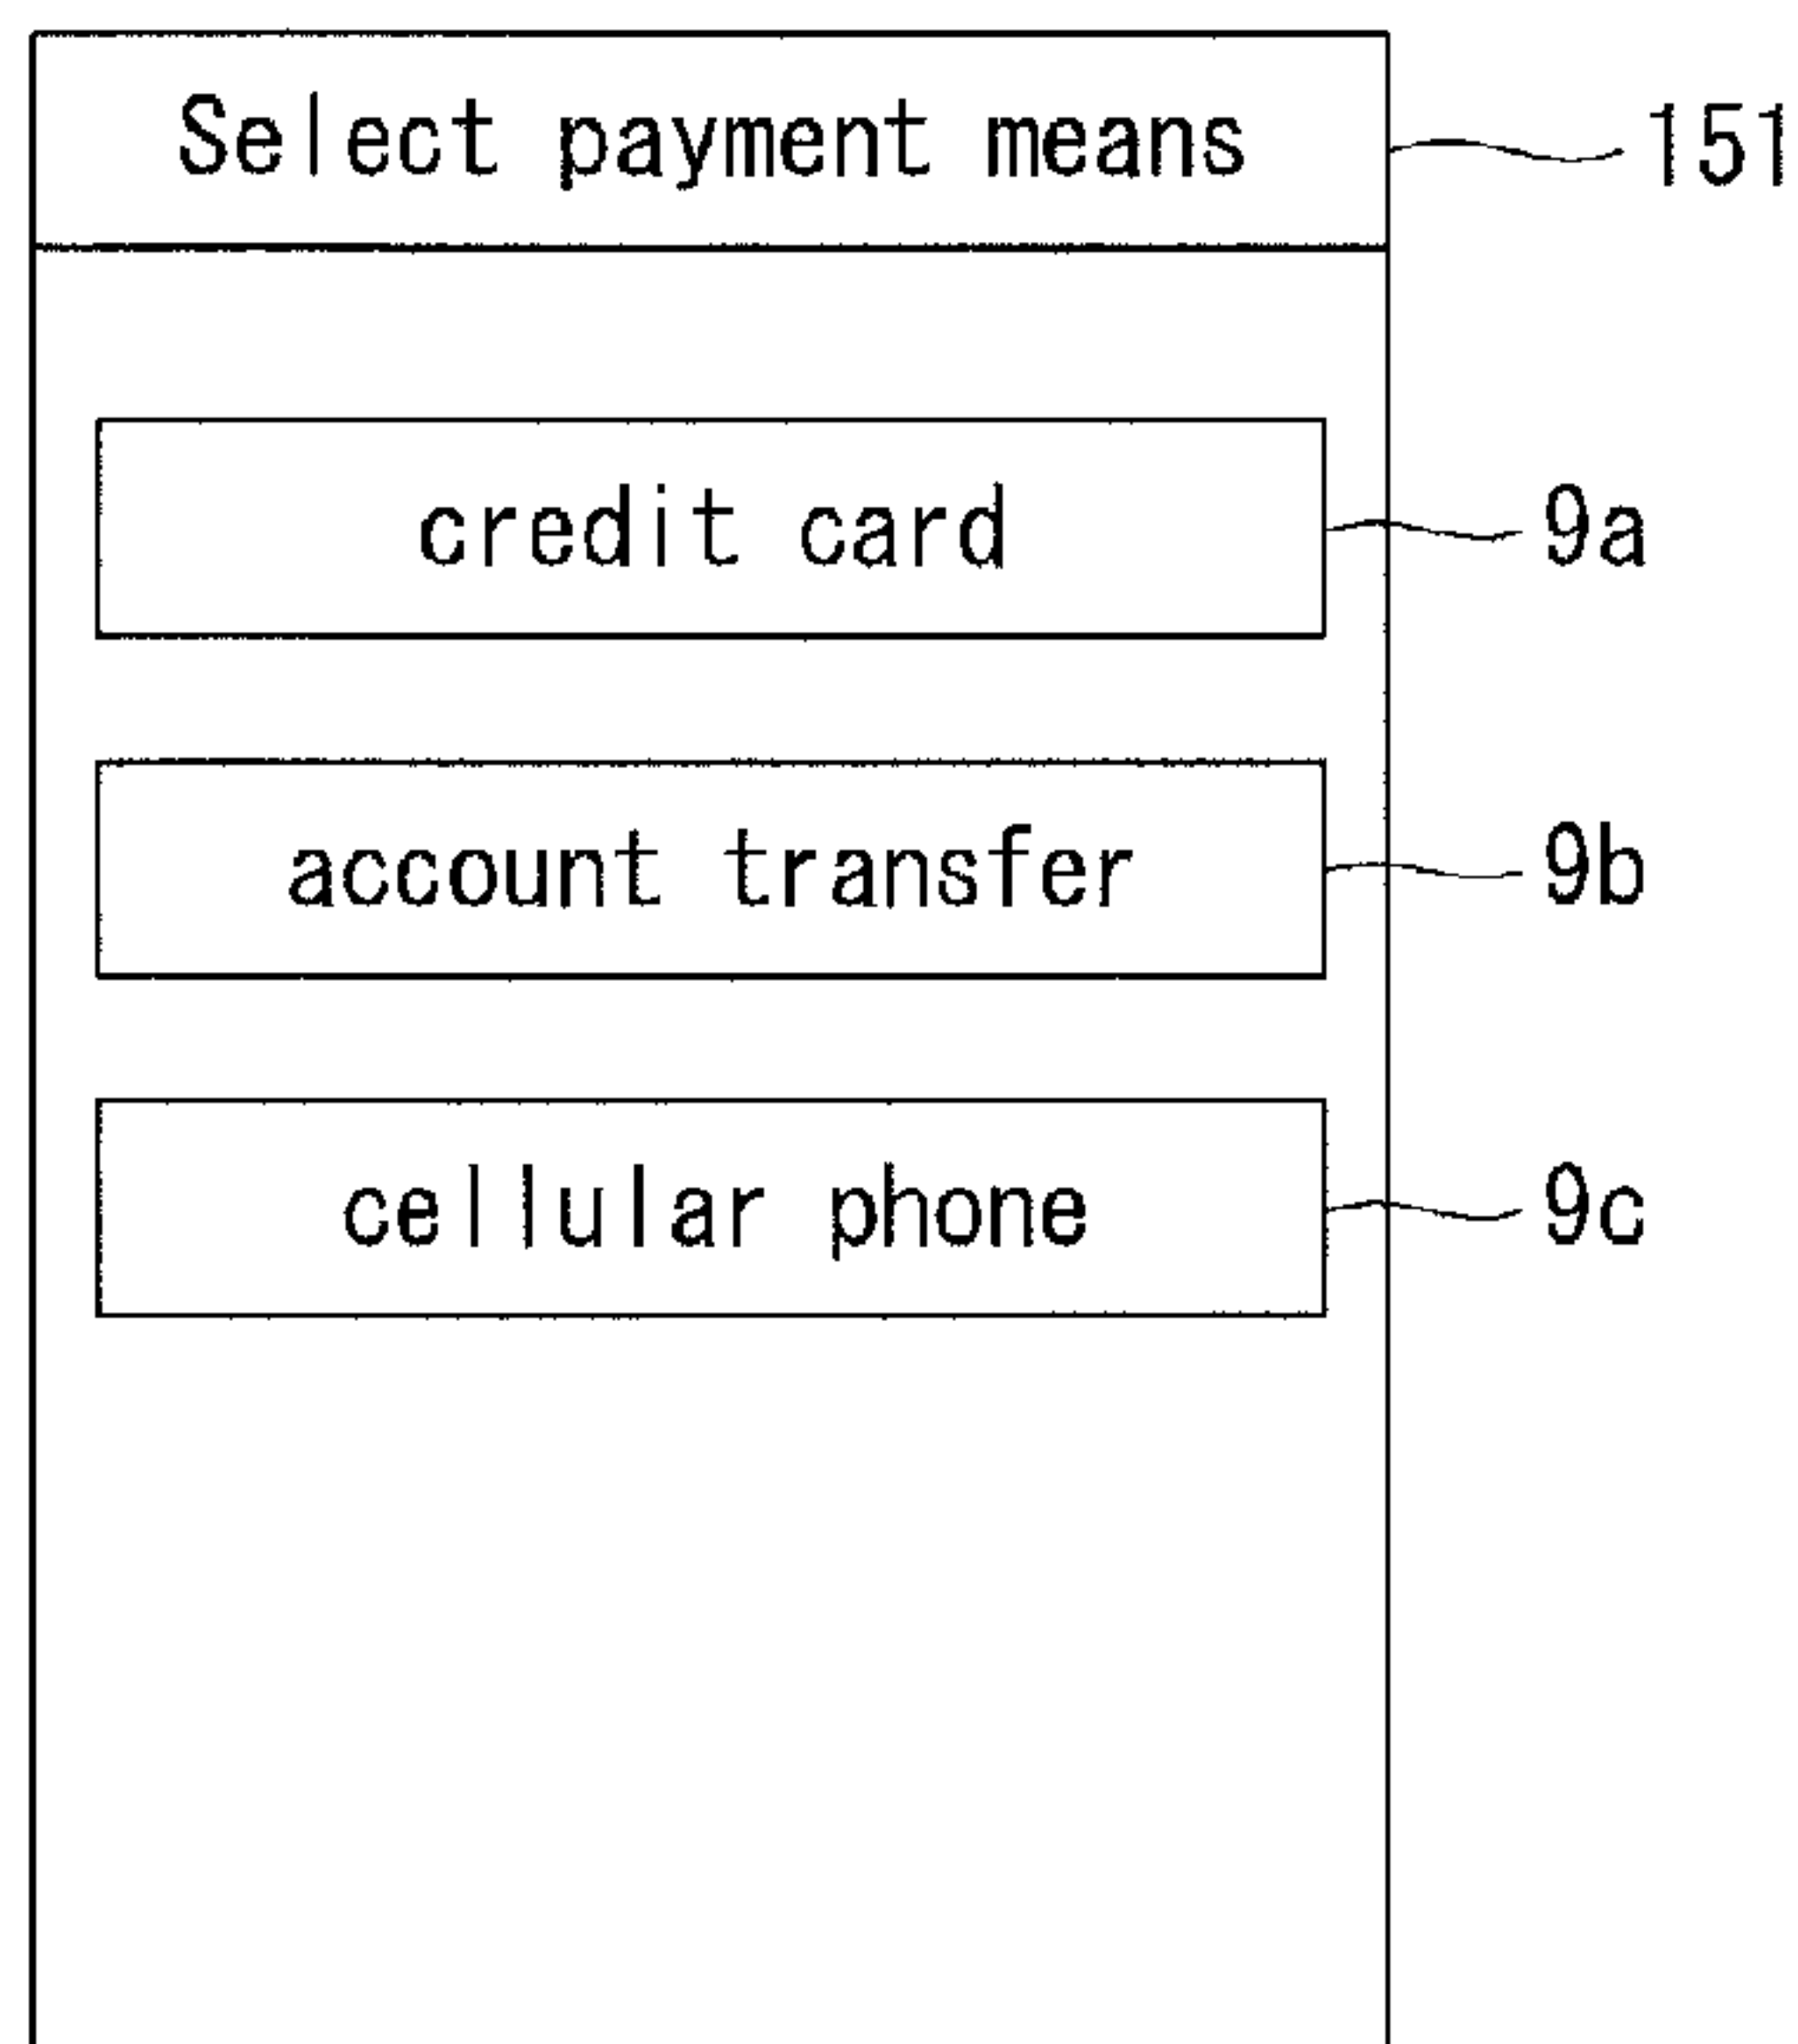 Select payment means 151
credit card 9a
account transfer 9b
cellular phone 9c